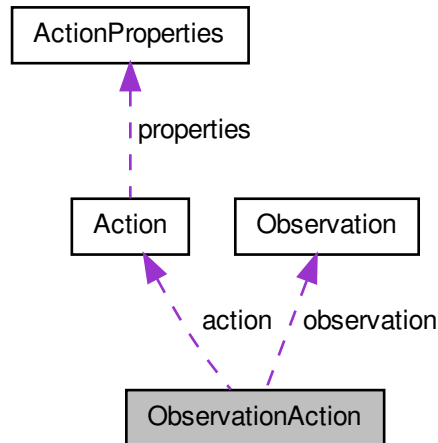 ActionProperties
properties
Action
Observation
action
observation
ObservationAction